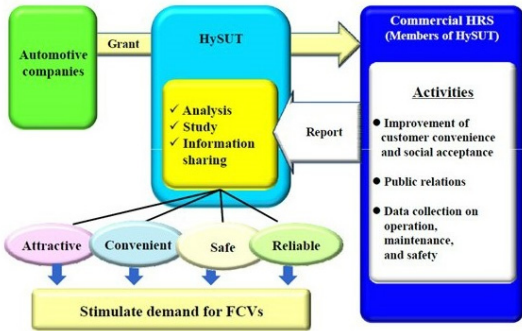 Automotive
companies
Grant
HySUT
✓ Analysis
✓ Study
✓ Information
sharing
Commercial HRS
(Members of HySUT)
Report
Activities
● Improvement of
customer convenience
and social acceptance
● Public relations
● Data collection on
operation,
maintenance,
and safety
Attractive
Convenient
Safe
Reliable
Stimulate demand for FCVs